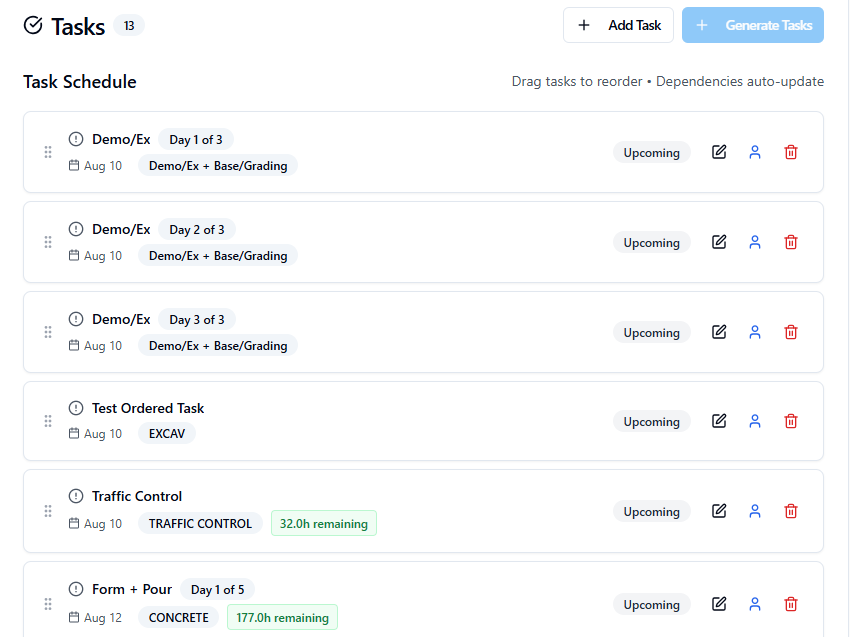 Tasks 13
+ Add Task
+ Generate Tasks
Task Schedule
Drag tasks to reorder • Dependencies auto-update
Demo/Ex Day 1 of 3
Aug 10 Demo/Ex + Base/Grading
Upcoming
Demo/Ex Day 2 of 3
Aug 10 Demo/Ex + Base/Grading
Upcoming
Demo/Ex Day 3 of 3
Aug 10 Demo/Ex + Base/Grading
Upcoming
Test Ordered Task
Aug 10 EXCAV
Upcoming
Traffic Control
Aug 10 TRAFFIC CONTROL 32.0h remaining
Upcoming
Form + Pour Day 1 of 5
Aug 12 CONCRETE 177.0h remaining
Upcoming